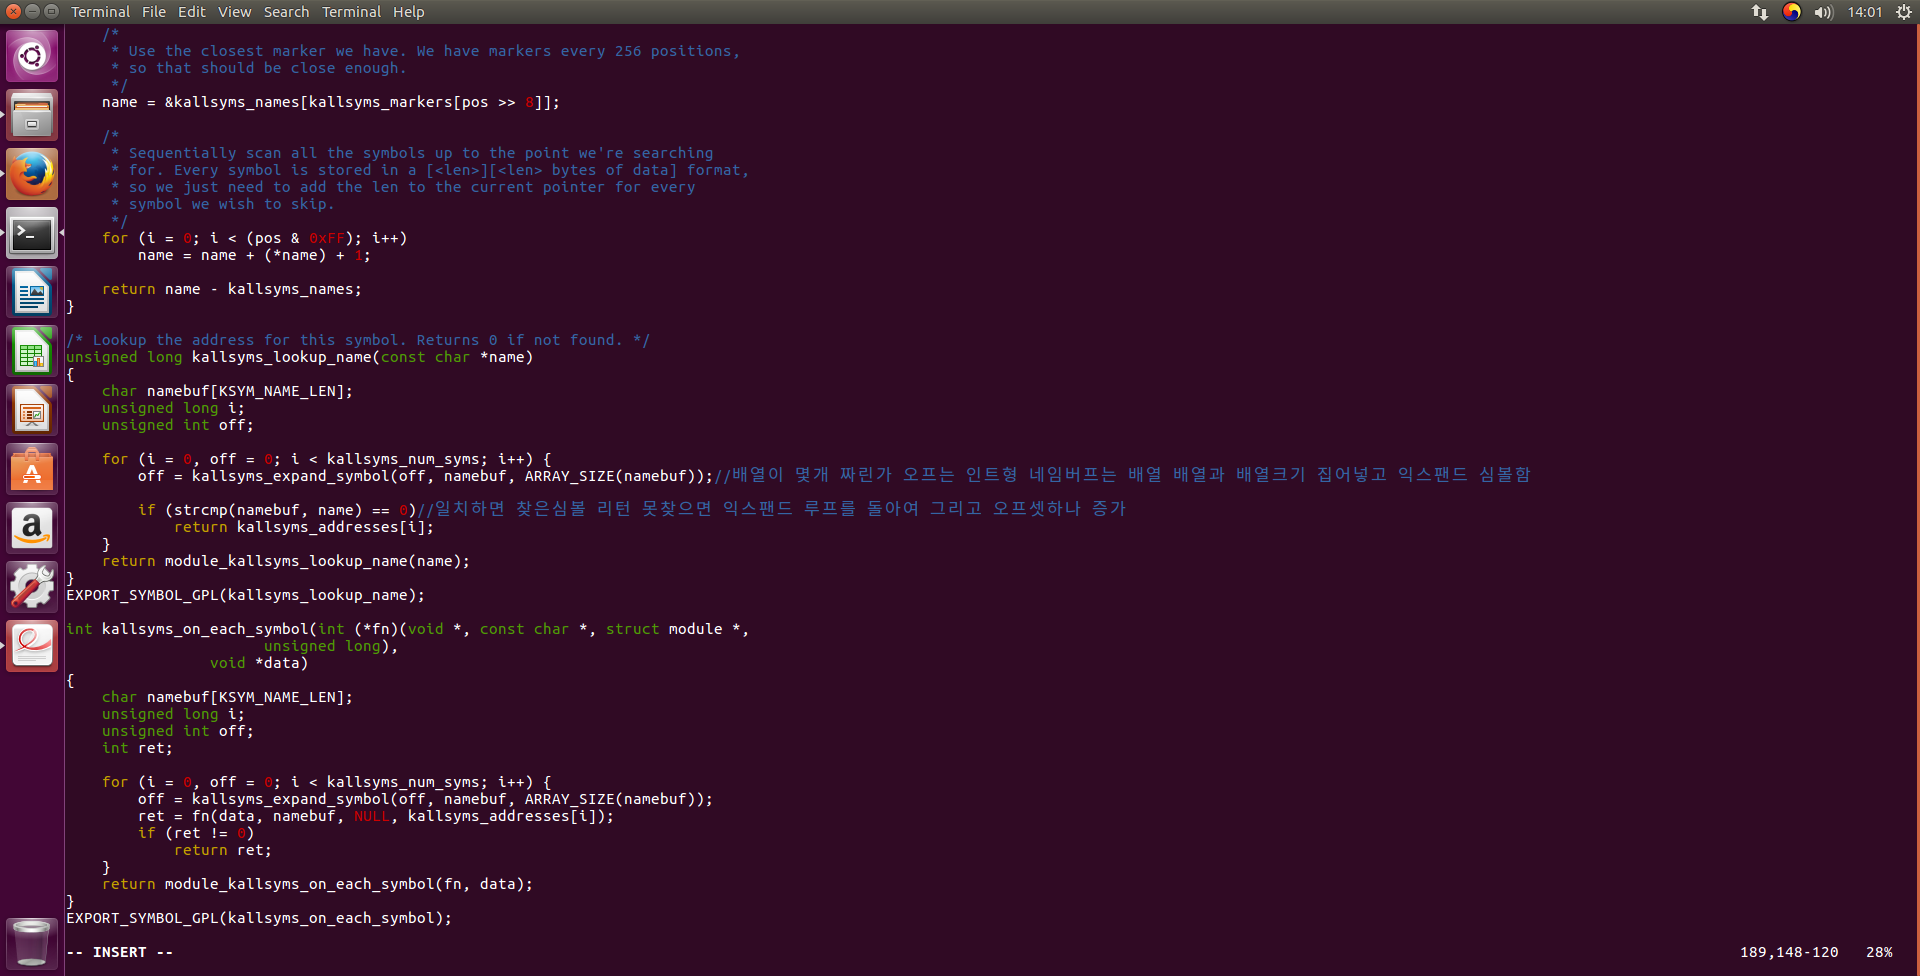 Terminal File Edit View Search Terminal Help 14:01
/*
* Use the closest marker we have. We have markers every 256 positions,
* so that should be close enough.
*/
name = &kallsyms_names[kallsyms_markers[pos >> 8]];
/*
* Sequentially scan all the symbols up to the point we're searching
* for. Every symbol is stored in a [<len>][<len> bytes of data] format,
* so we just need to add the len to the current pointer for every
* symbol we wish to skip.
*/
for (i = 0; i < (pos & 0xFF); i++)
name = name + (*name) + 1;
return name - kallsyms_names;
}
/* Lookup the address for this symbol. Returns 0 if not found. */
unsigned long kallsyms_lookup_name(const char *name)
{
char namebuf[KSYM_NAME_LEN];
unsigned long i;
unsigned int off;
for (i = 0, off = 0; i < kallsyms_num_syms; i++) {
off = kallsyms_expand_symbol(off, namebuf, ARRAY_SIZE(namebuf));//배열이 몇개 짜린가 오프는 인트형 네임버프는 배열 배열과 배열크기 집어넣고 익스팬드 심볼함
if (strcmp(namebuf, name) == 0)//일치하면 찾은심볼 리턴 못찾으면 익스팬드 루프를 돌아여 그리고 오프셋하나 증가
return kallsyms_addresses[i];
}
return module_kallsyms_lookup_name(name);
}
EXPORT_SYMBOL_GPL(kallsyms_lookup_name);
int kallsyms_on_each_symbol(int (*fn)(void *, const char *, struct module *,
unsigned long),
void *data)
{
char namebuf[KSYM_NAME_LEN];
unsigned long i;
unsigned int off;
int ret;
for (i = 0, off = 0; i < kallsyms_num_syms; i++) {
off = kallsyms_expand_symbol(off, namebuf, ARRAY_SIZE(namebuf));
ret = fn(data, namebuf, NULL, kallsyms_addresses[i]);
if (ret != 0)
return ret;
}
return module_kallsyms_on_each_symbol(fn, data);
}
EXPORT_SYMBOL_GPL(kallsyms_on_each_symbol);
-- INSERT -- 189,148-120 28%